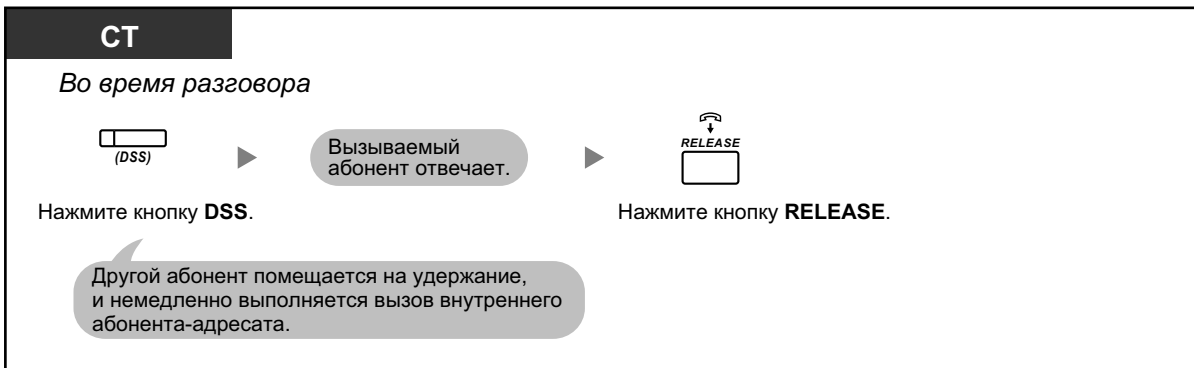 СТ
Во время разговора
(DSS)
Вызываемый
абонент отвечает.
RELEASE
Нажмите кнопку DSS.
Нажмите кнопку RELEASE.
Другой абонент помещается на удержание,
и немедленно выполняется вызов внутреннего
абонента-адресата.